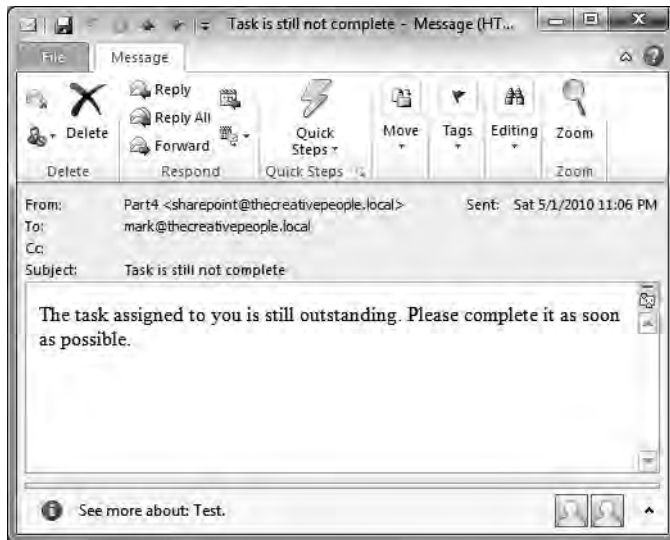 Task is still not complete - Message (HT...
File Message
Reply
Reply All
Forward
Delete
Quick Steps
Move
Tags
Editing
Zoom
Delete Respond Quick Steps Zoom
From: Part4 <sharepoint@thecreativepeople.local> Sent: Sat 5/1/2010 11:06 PM
To: mark@thecreativepeople.local
Cc:
Subject: Task is still not complete
The task assigned to you is still outstanding. Please complete it as soon
as possible.
See more about: Test.